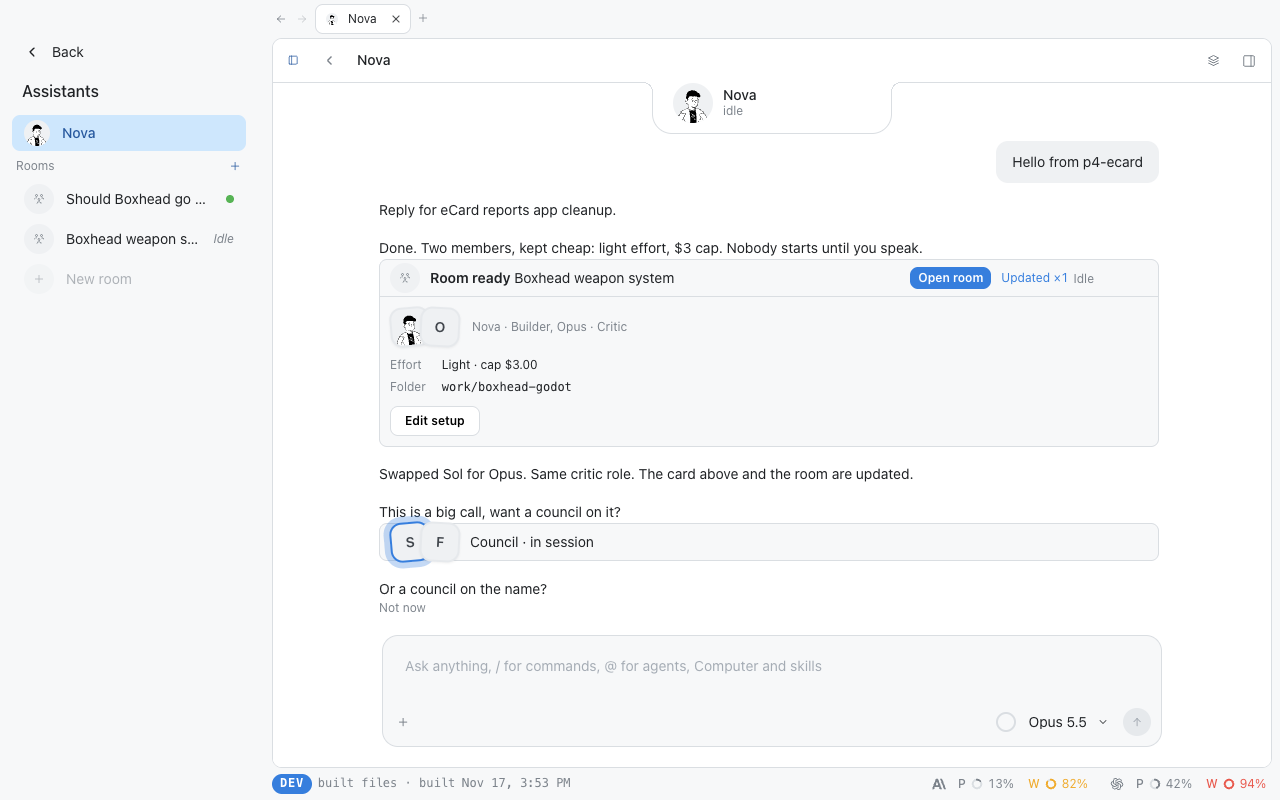 Nova
Back
Nova
Assistants
Nova
idle
Nova
Hello from p4-ecard
Rooms
Should Boxhead go ...
Reply for eCard reports app cleanup.
Boxhead weapon s... Idle
Done. Two members, kept cheap: light effort, $3 cap. Nobody starts until you speak.
New room
Room ready Boxhead weapon system Open room Updated ×1 Idle
O Nova · Builder, Opus · Critic
Effort Light · cap $3.00
Folder work/boxhead-godot
Edit setup
Swapped Sol for Opus. Same critic role. The card above and the room are updated.
This is a big call, want a council on it?
S F Council · in session
Or a council on the name?
Not now
Ask anything, / for commands, @ for agents, Computer and skills
Opus 5.5
DEV built files · built Nov 17, 3:53 PM P 13% W 82% P 42% W 94%